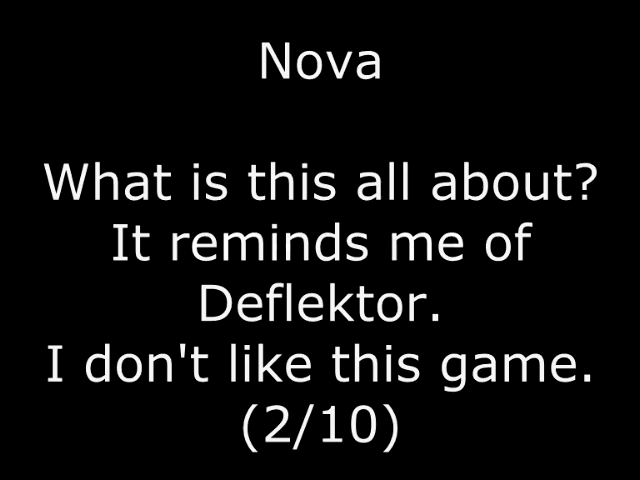 Nova
What is this all about?
It reminds me of
Deflektor.
I don't like this game.
(2/10)